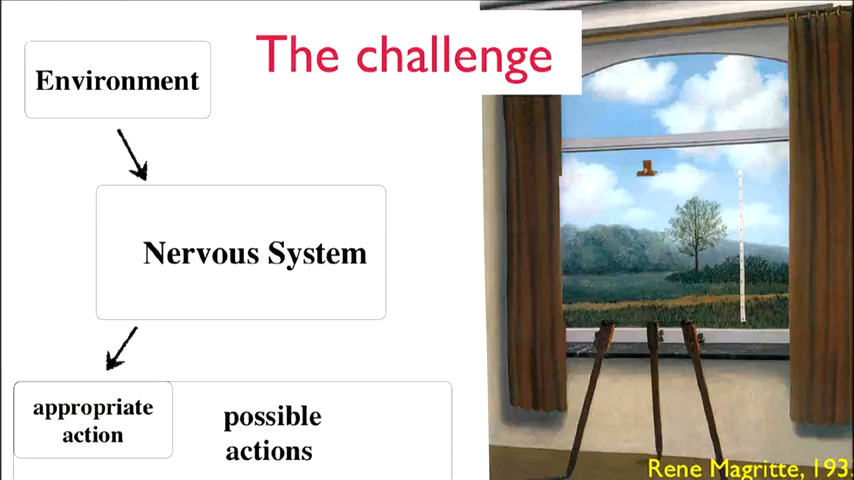 The challenge
Environment
Nervous System
appropriate
action
possible
actions
Rene Magritte, 193